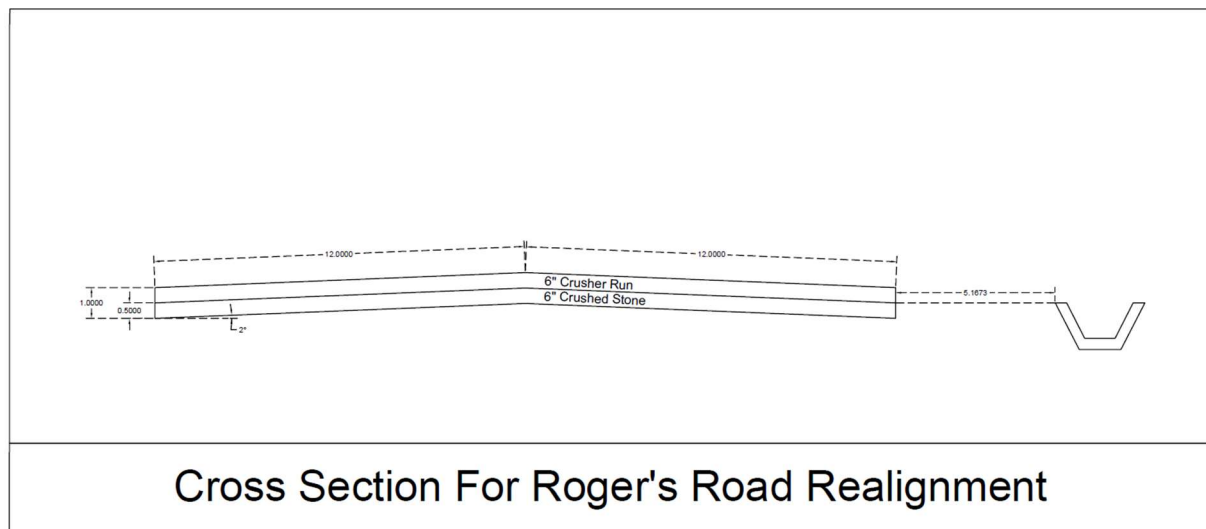 12.0000
12.0000
6" Crusher Run
6" Crushed Stone
1.0000
0.5000
2°
5.1673
Cross Section For Roger's Road Realignment